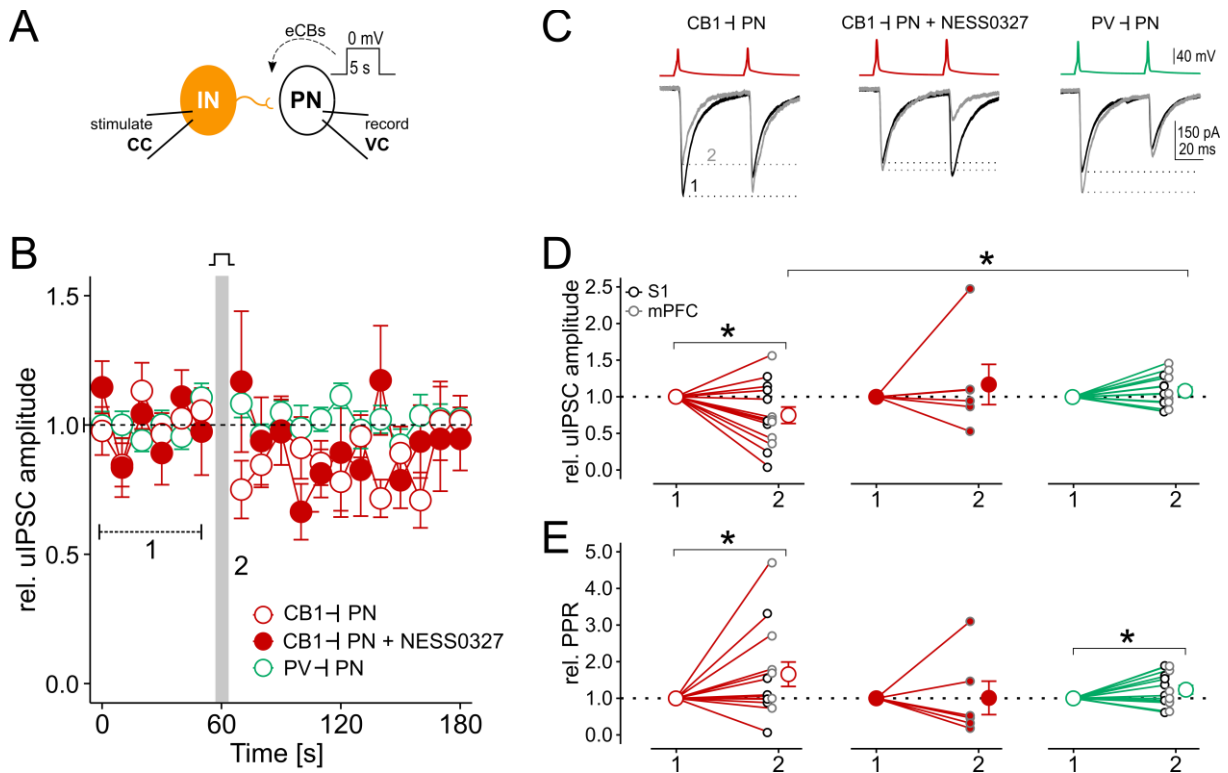 A
eCBs
0 mV
5 s
IN
PN
stimulate
CC
record
VC
C
CB1⊣PN
CB1⊣PN + NESS0327
PV⊣PN
40 mV
150 pA
20 ms
2
1
B
rel. uIPSC amplitude
1.5
1.0
0.5
0.0
1
2
CB1⊣PN
CB1⊣PN + NESS0327
PV⊣PN
0 60 120 180
Time [s]
D
rel. uIPSC amplitude
2.5
2.0
1.5
1.0
0.5
0.0
S1
mPFC
*
*
1 2 1 2 1 2
E
rel. PPR
5.0
4.0
3.0
2.0
1.0
0.0
*
*
1 2 1 2 1 2